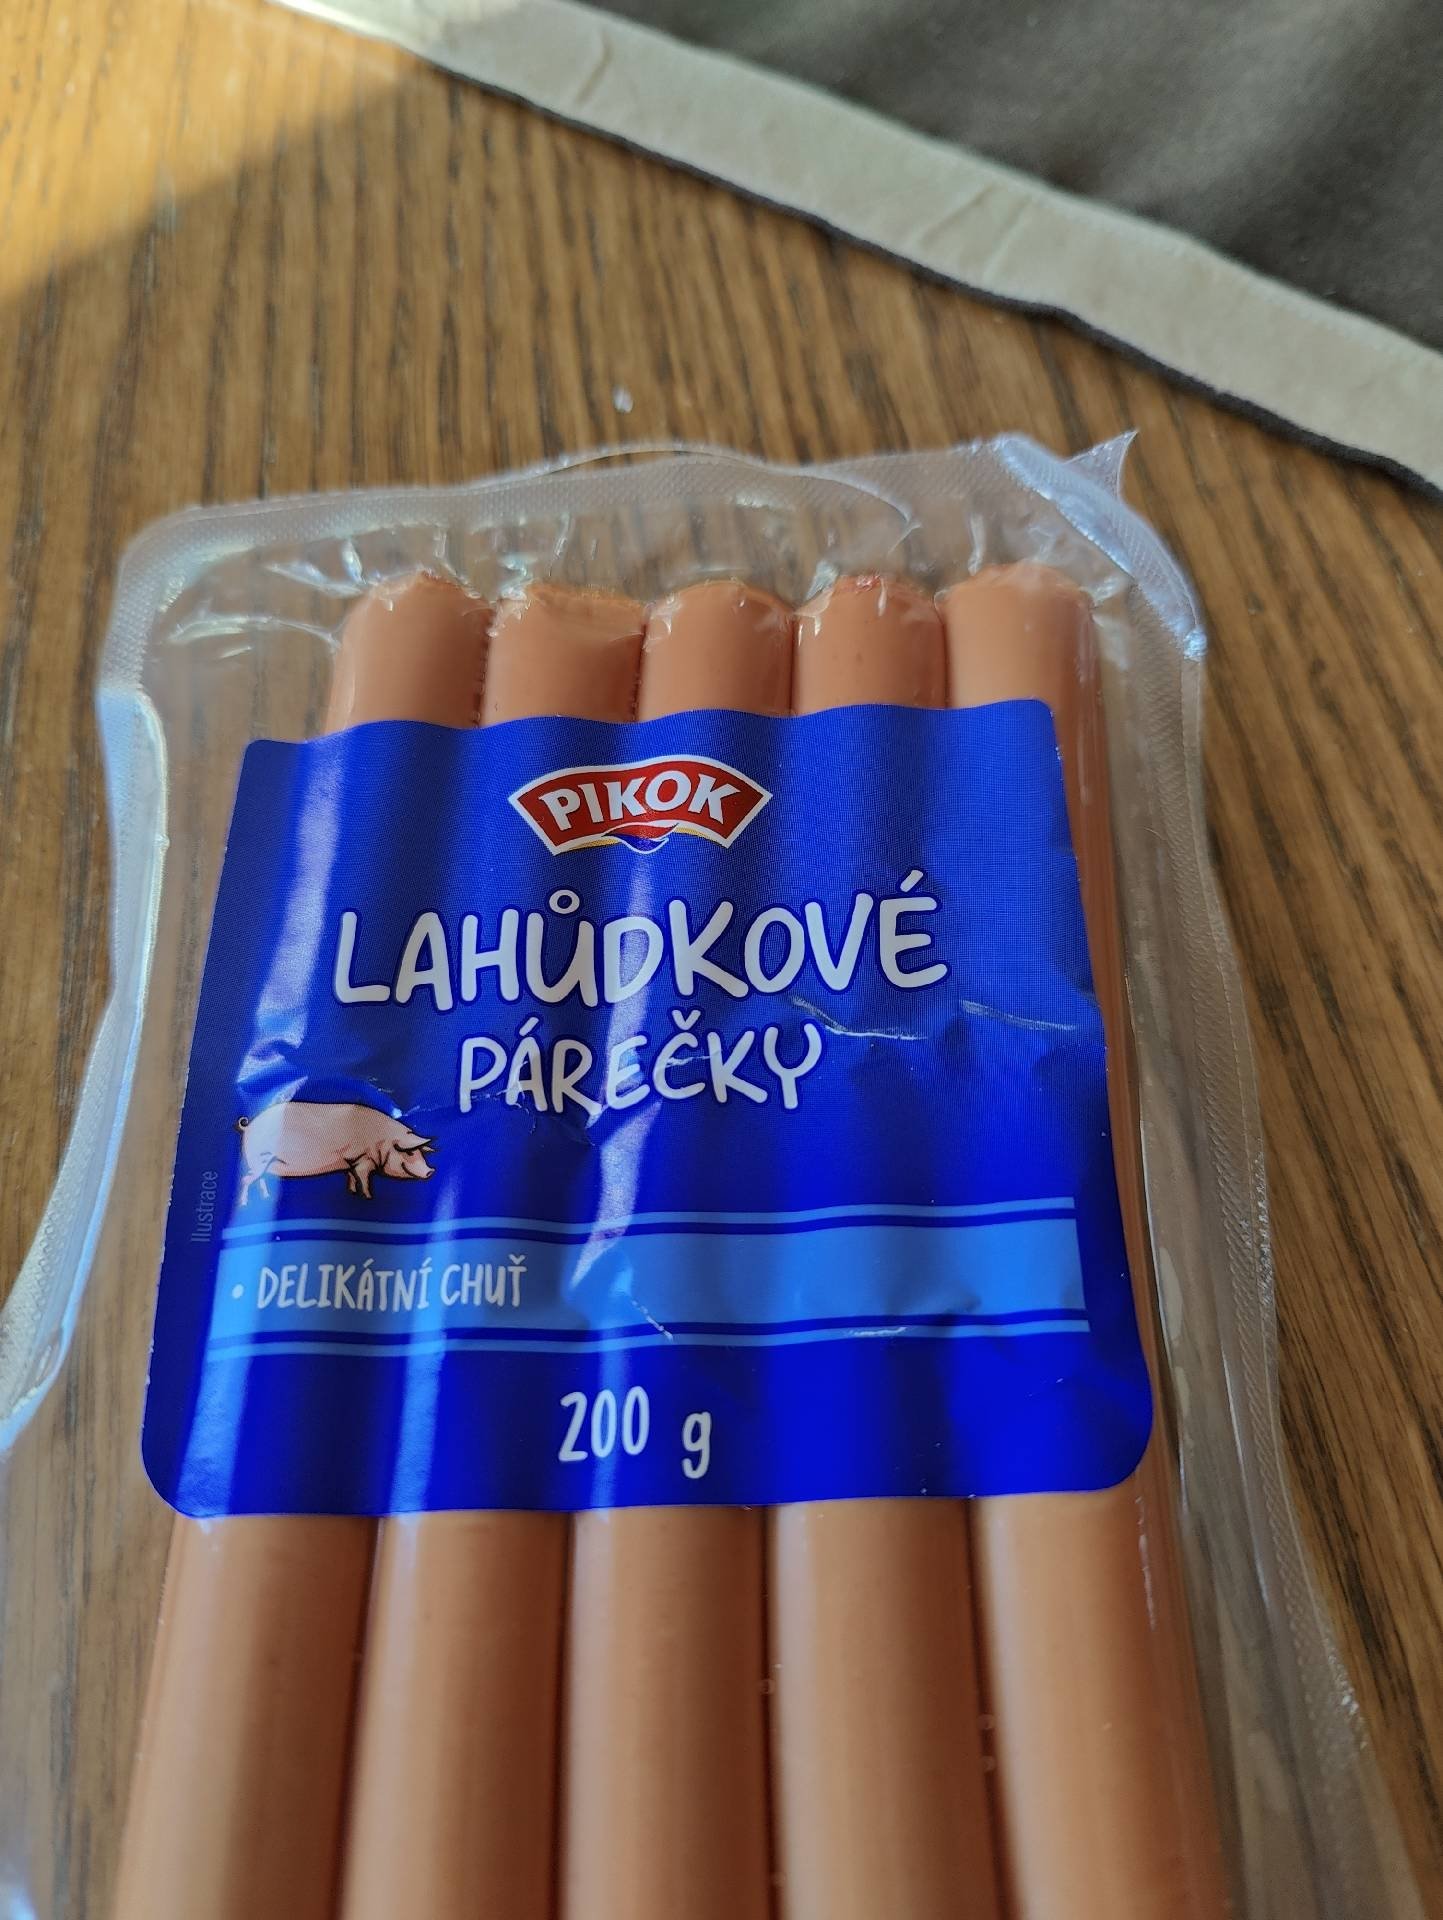 PIKOK
LAHŮDKOVÉ
PÁREČKY
Ilustrace
• DELIKÁTNÍ CHUŤ
200 g